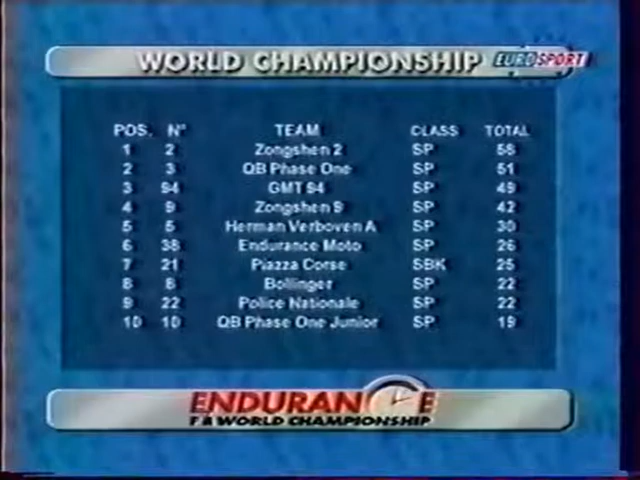 WORLD CHAMPIONSHIP EUROSPORT
POS. N° TEAM CLASS TOTAL
1 2 Zongshen 2 SP 58
2 3 QB Phase One SP 51
3 94 GMT 94 SP 49
4 9 Zongshen 9 SP 42
5 5 Herman Verboven A SP 30
6 38 Endurance Moto SP 26
7 21 Piazza Corse SBK 25
8 8 Bollinger SP 22
9 22 Police Nationale SP 22
10 10 QB Phase One Junior SP 19
ENDURANCE
WORLD CHAMPIONSHIP